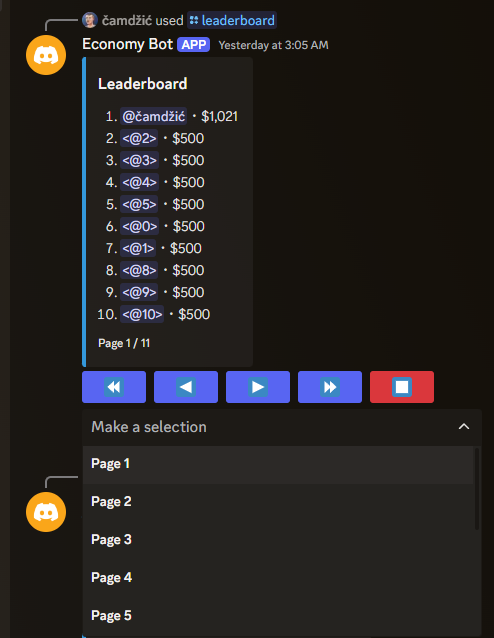 čamdžić used leaderboard
Economy Bot APP Yesterday at 3:05 AM
Leaderboard
1. @čamdžić • $1,021
2. <@2> • $500
3. <@3> • $500
4. <@4> • $500
5. <@5> • $500
6. <@0> • $500
7. <@1> • $500
8. <@8> • $500
9. <@9> • $500
10. <@10> • $500
Page 1 / 11
Make a selection
Page 1
Page 2
Page 3
Page 4
Page 5